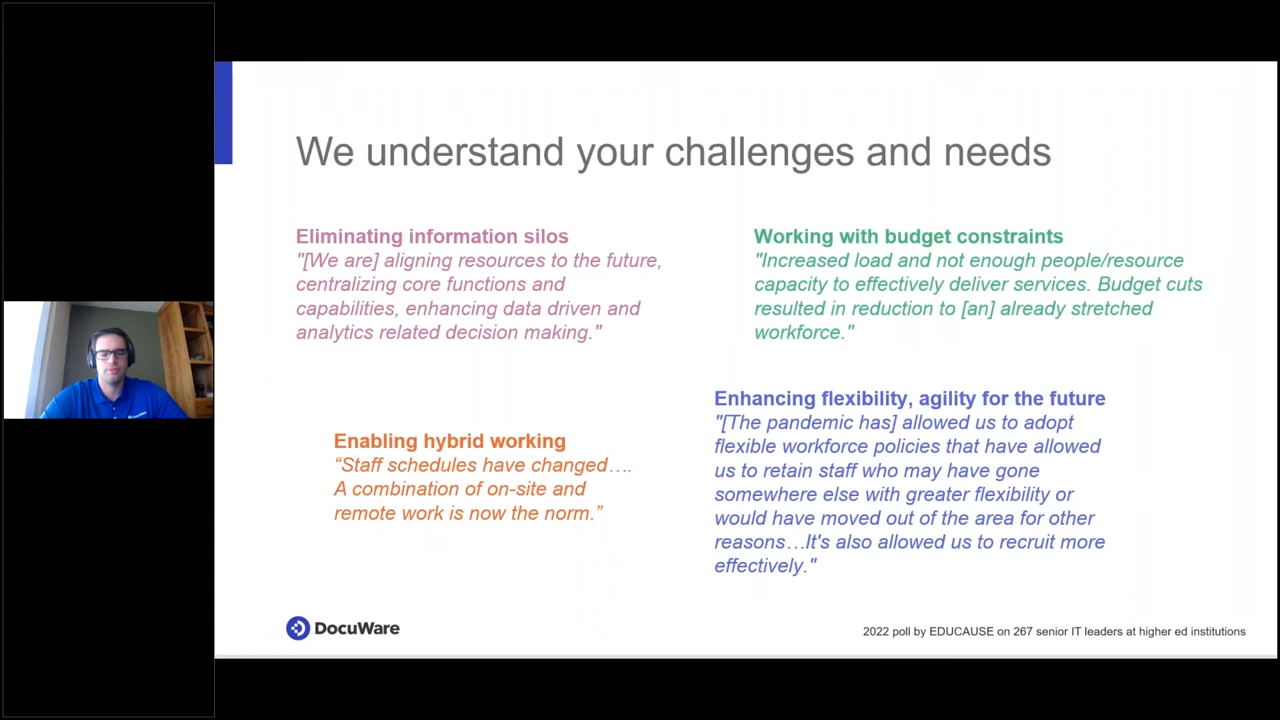 We understand your challenges and needs
Eliminating information silos
"[We are] aligning resources to the future,
centralizing core functions and
capabilities, enhancing data driven and
analytics related decision making."
Working with budget constraints
"Increased load and not enough people/resource
capacity to effectively deliver services. Budget cuts
resulted in reduction to [an] already stretched
workforce."
Enabling hybrid working
“Staff schedules have changed….
A combination of on-site and
remote work is now the norm.”
Enhancing flexibility, agility for the future
"[The pandemic has] allowed us to adopt
flexible workforce policies that have allowed
us to retain staff who may have gone
somewhere else with greater flexibility or
would have moved out of the area for other
reasons…It's also allowed us to recruit more
effectively."
DocuWare
2022 poll by EDUCAUSE on 267 senior IT leaders at higher ed institutions